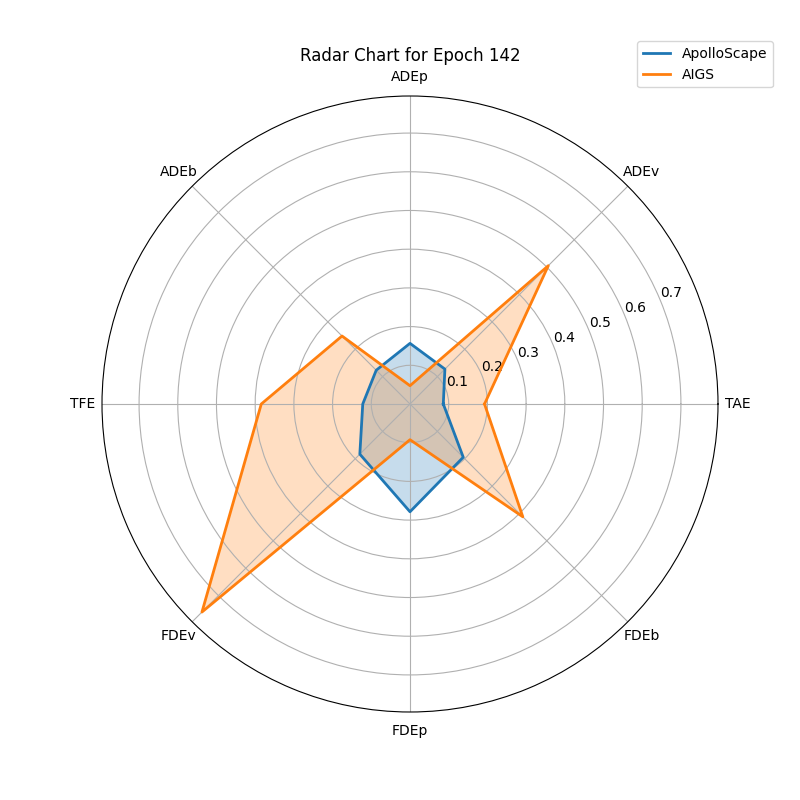 Radar Chart for Epoch 142
ApolloScape
AIGS
ADEp
ADEb
ADEv
0.7
0.6
0.5
0.4
0.3
0.2
0.1
TFE
TAE
FDEv
FDEb
FDEp